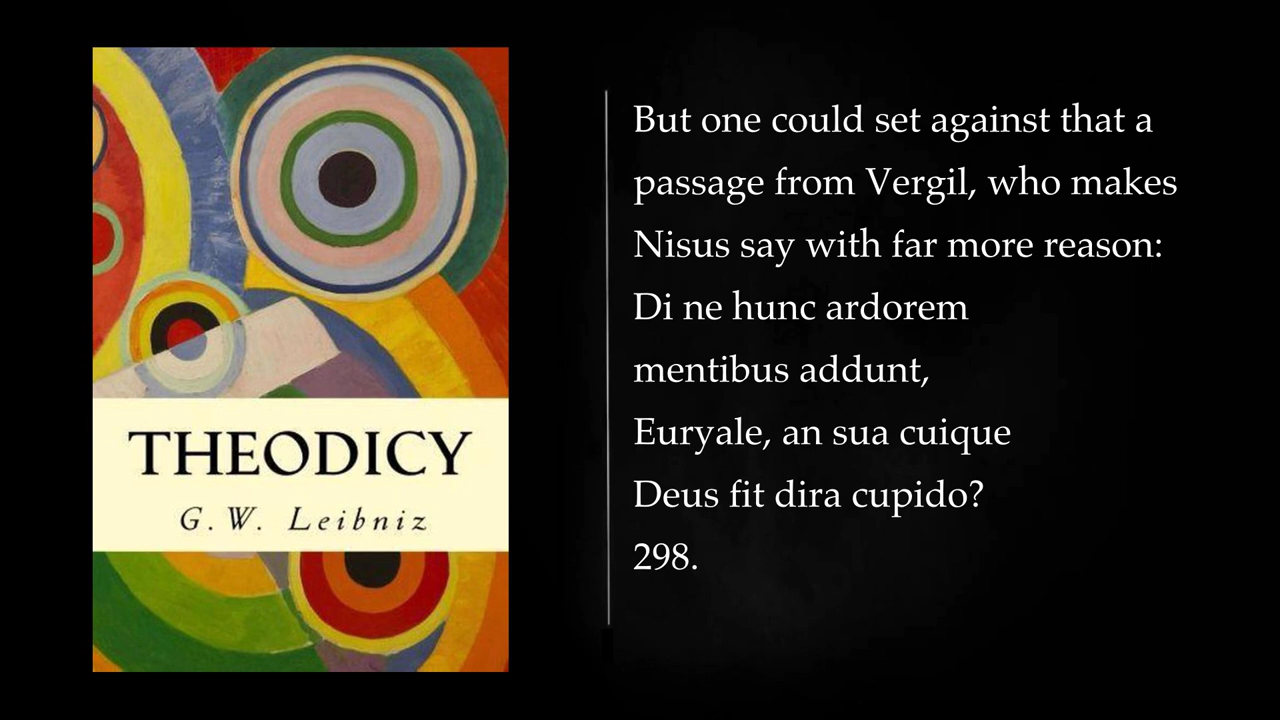 THEODICY
G. W. Leibniz
But one could set against that a
passage from Vergil, who makes
Nisus say with far more reason:
Di ne hunc ardorem
mentibus addunt,
Euryale, an sua cuique
Deus fit dira cupido?
298.